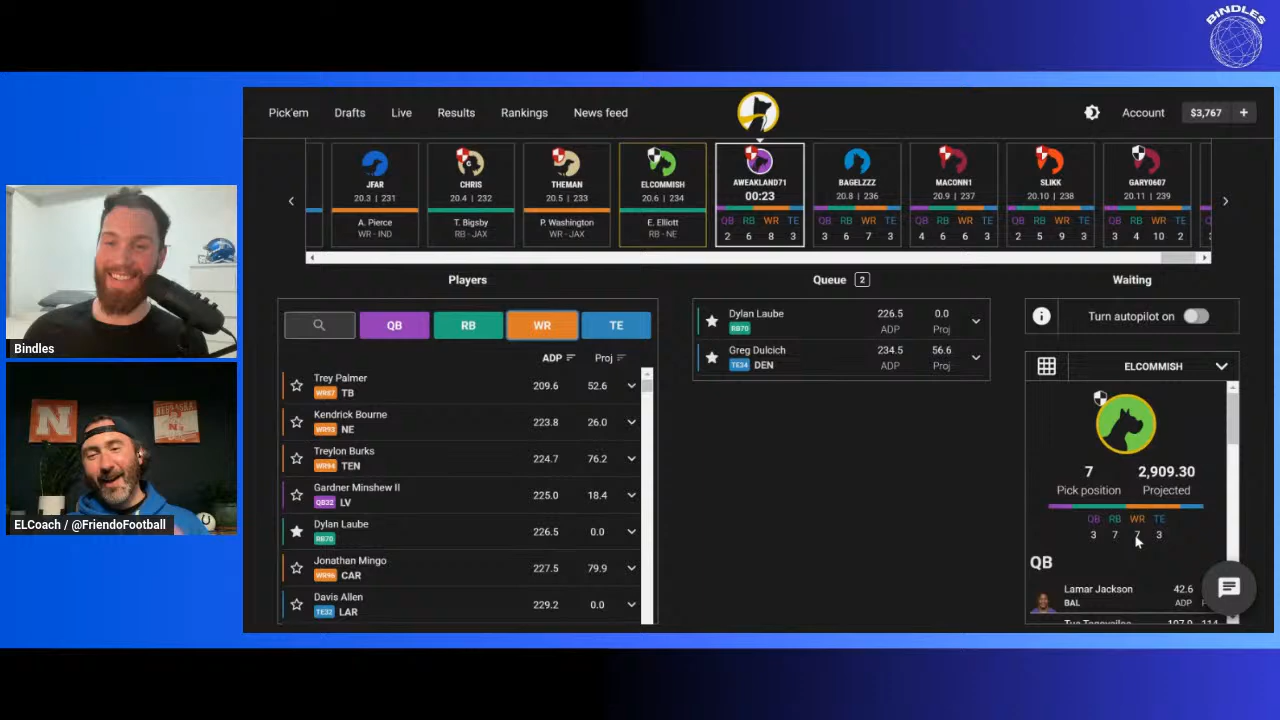 BINDLES
Pick'em Drafts Live Results Rankings News feed Account $3,767 +
JFAR CHRIS THEMAN ELCOMMISH AWEAKLAND71 BAGELZZZ MACONN1 SLIKK GARY0607
20.3 | 231 20.4 | 232 20.5 | 233 20.6 | 234 00:23 20.8 | 236 20.9 | 237 20.10 | 238 20.11 | 239
A. Pierce T. Bigsby P. Washington E. Elliott QB RB WR TE QB RB WR TE QB RB WR TE QB RB WR TE QB RB WR TE
WR - IND RB - JAX WR - JAX RB - NE 2 6 8 3 3 6 7 3 4 6 6 3 2 5 9 3 3 4 10 2
Players
QB RB WR TE
ADP Proj
Trey Palmer
WR87 TB 209.6 52.6
Kendrick Bourne
WR93 NE 223.8 26.0
Treylon Burks
WR94 TEN 224.7 76.2
Gardner Minshew II
QB32 LV 225.0 18.4
Dylan Laube
RB70 226.5 0.0
Jonathan Mingo
WR96 CAR 227.5 79.9
Davis Allen
TE32 LAR 229.2 0.0
Queue 2
Dylan Laube 226.5 0.0
RB70 ADP Proj
Greg Dulcich 234.5 56.6
TE34 DEN ADP Proj
Waiting
Turn autopilot on
ELCOMMISH
7 2,909.30
Pick position Projected
QB RB WR TE
3 7 7 3
QB
Lamar Jackson 42.6
BAL ADP
Bindles
ELCoach / @FriendoFootball